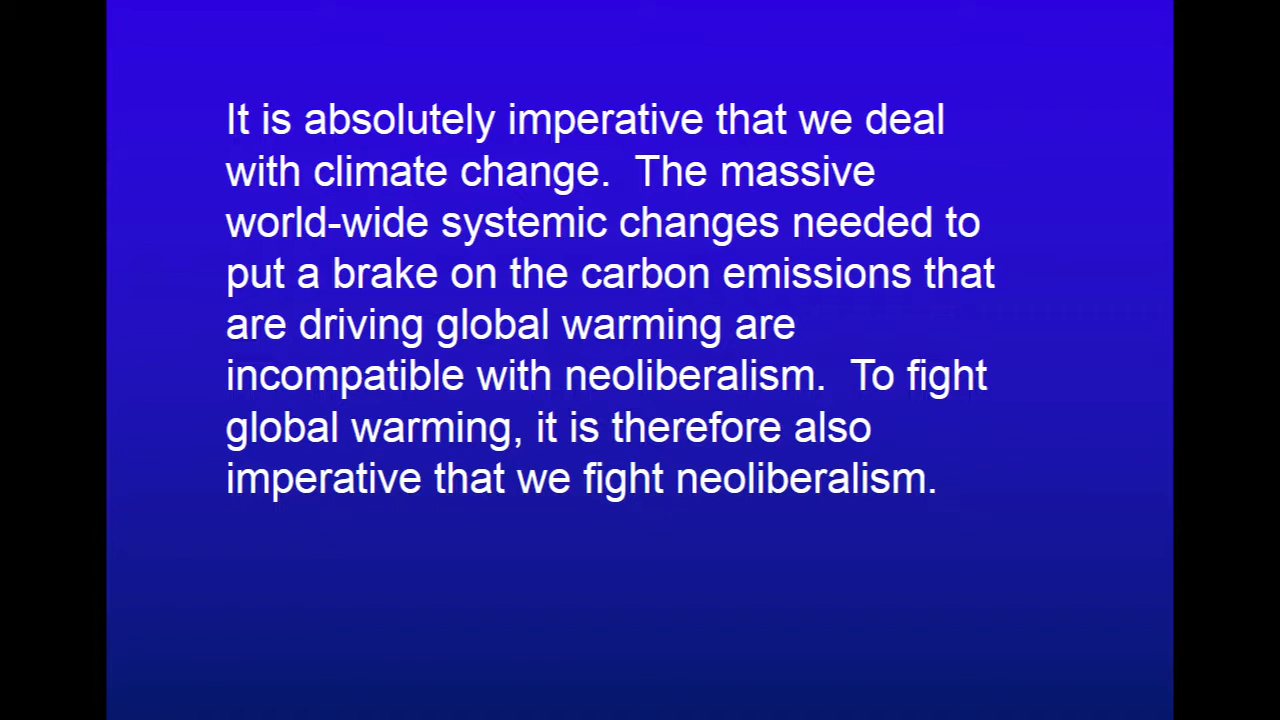 It is absolutely imperative that we deal
with climate change.  The massive
world-wide systemic changes needed to
put a brake on the carbon emissions that
are driving global warming are
incompatible with neoliberalism.  To fight
global warming, it is therefore also
imperative that we fight neoliberalism.